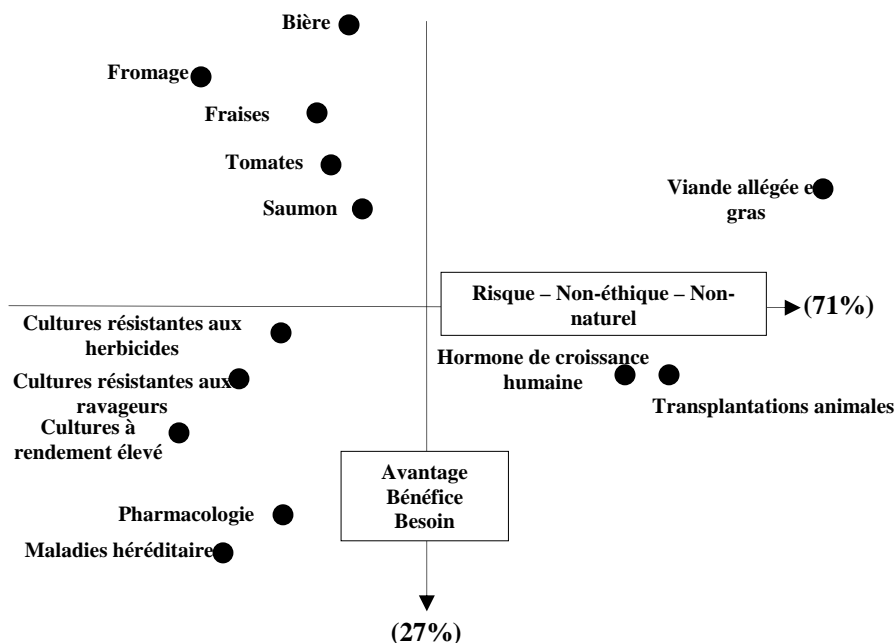 Bière
Fromage
Fraises
Tomates
Saumon
Viande allégée e
gras
Risque – Non-éthique – Non-
naturel
(71%)
Cultures résistantes aux
herbicides
Hormone de croissance
humaine
Cultures résistantes aux
ravageurs
Transplantations animales
Cultures à
rendement élevé
Avantage
Bénéfice
Besoin
Pharmacologie
Maladies héréditaire
(27%)